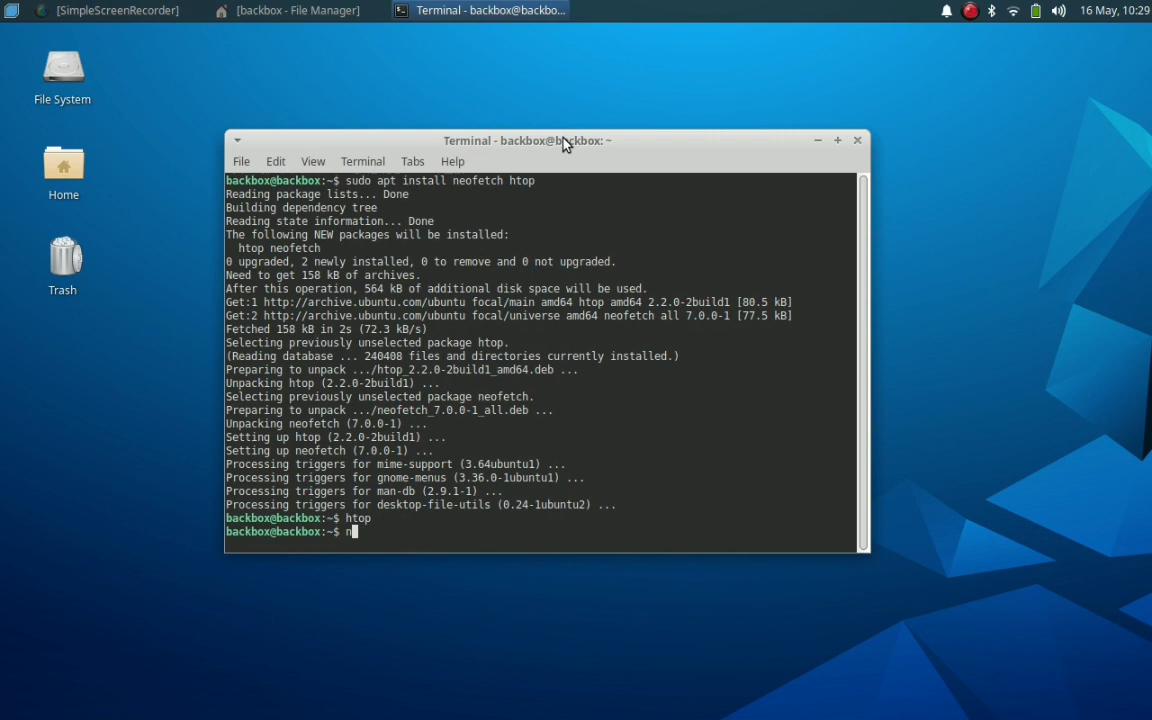 [SimpleScreenRecorder]
[backbox - File Manager]
Terminal - backbox@backbo...
16 May, 10:29
File System
Home
Trash
Terminal - backbox@backbox: ~
File Edit View Terminal Tabs Help
backbox@backbox:~$ sudo apt install neofetch htop
Reading package lists... Done
Building dependency tree
Reading state information... Done
The following NEW packages will be installed:
htop neofetch
0 upgraded, 2 newly installed, 0 to remove and 0 not upgraded.
Need to get 158 kB of archives.
After this operation, 564 kB of additional disk space will be used.
Get:1 http://archive.ubuntu.com/ubuntu focal/main amd64 htop amd64 2.2.0-2build1 [80.5 kB]
Get:2 http://archive.ubuntu.com/ubuntu focal/universe amd64 neofetch all 7.0.0-1 [77.5 kB]
Fetched 158 kB in 2s (72.3 kB/s)
Selecting previously unselected package htop.
(Reading database ... 240408 files and directories currently installed.)
Preparing to unpack .../htop_2.2.0-2build1_amd64.deb ...
Unpacking htop (2.2.0-2build1) ...
Selecting previously unselected package neofetch.
Preparing to unpack .../neofetch_7.0.0-1_all.deb ...
Unpacking neofetch (7.0.0-1) ...
Setting up htop (2.2.0-2build1) ...
Setting up neofetch (7.0.0-1) ...
Processing triggers for mime-support (3.64ubuntu1) ...
Processing triggers for gnome-menus (3.36.0-1ubuntu1) ...
Processing triggers for man-db (2.9.1-1) ...
Processing triggers for desktop-file-utils (0.24-1ubuntu2) ...
backbox@backbox:~$ htop
backbox@backbox:~$ n